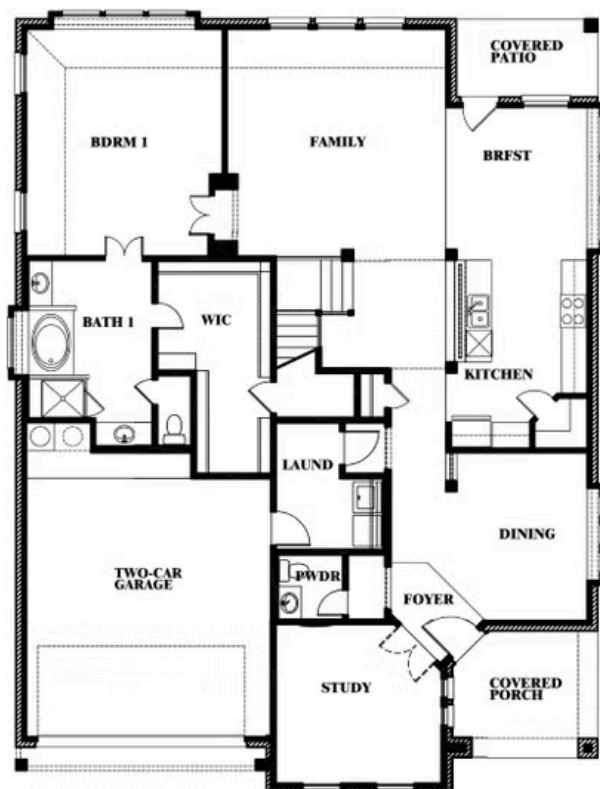 COVERED
PATIO
BDRM 1
FAMILY
BRFST
BATH 1
WIC
KITCHEN
LAUND
DINING
TWO-CAR
GARAGE
PWDR
FOYER
STUDY
COVERED
PORCH